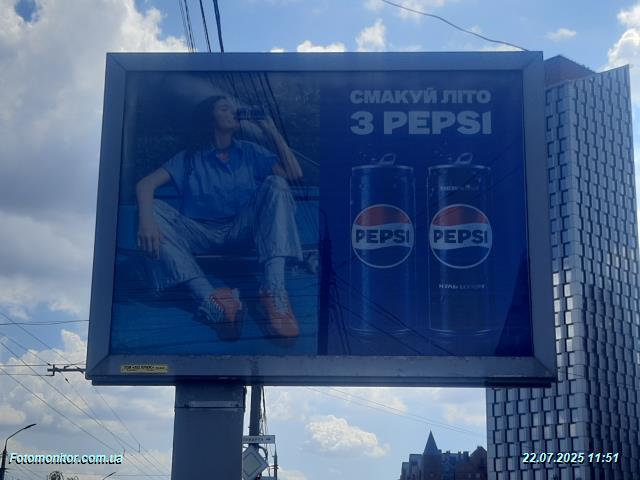 СМАКУЙ ЛІТО
З PEPSI
PEPSI
PEPSI
Fotomonitor.com.ua
22.07.2025 11:51